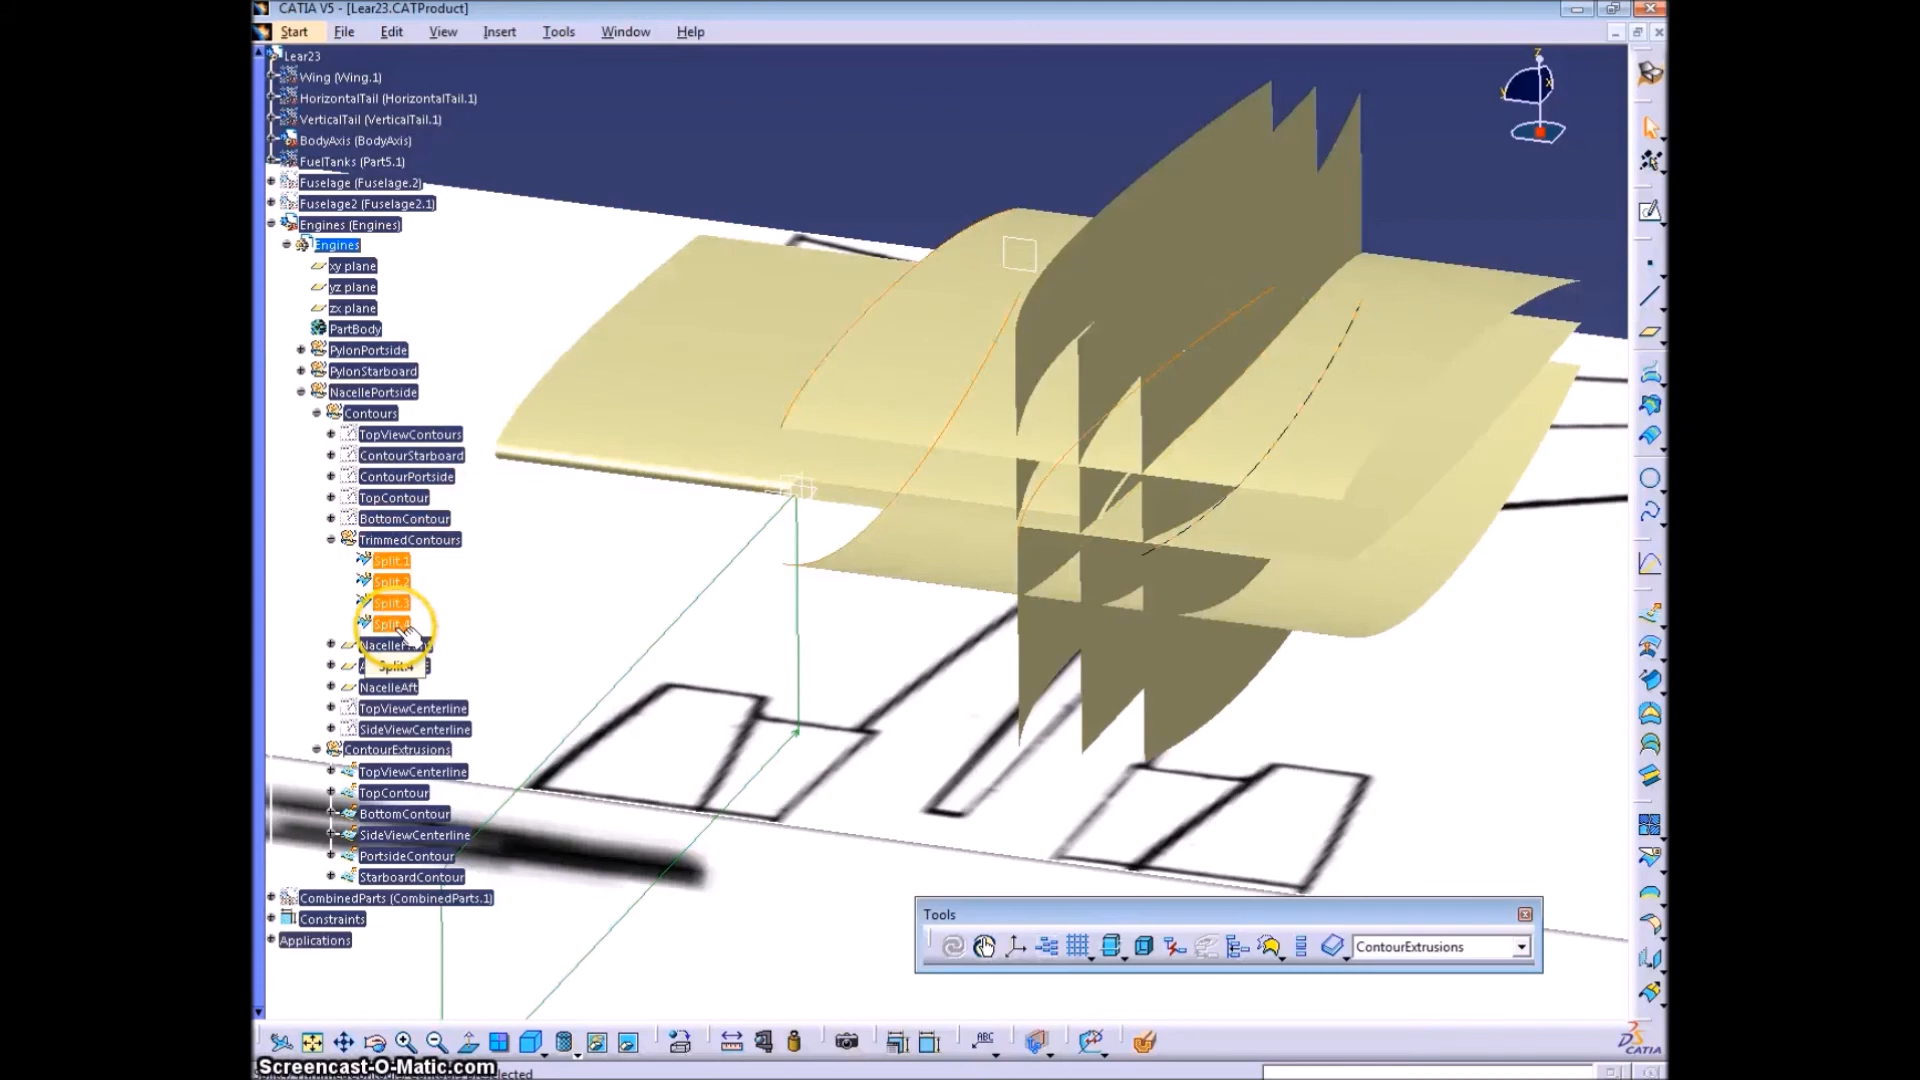 CATIA V5 - [Lear23.CATProduct]
Start File Edit View Insert Tools Window Help
Lear23
Wing (Wing.1)
HorizontalTail (HorizontalTail.1)
VerticalTail (VerticalTail.1)
BodyAxis (BodyAxis)
FuelTanks (Part5.1)
Fuselage (Fuselage.2)
Fuselage2 (Fuselage2.1)
Engines (Engines)
Engines
xy plane
yz plane
zx plane
PartBody
PylonPortside
PylonStarboard
NacellePortside
Contours
TopViewContours
ContourStarboard
ContourPortside
TopContour
BottomContour
TrimmedContours
Split.1
Split.2
Split.3
Split.4
Split.4
NacelleAft
TopViewCenterline
SideViewCenterline
ContourExtrusions
TopViewCenterline
TopContour
BottomContour
SideViewCenterline
PortsideContour
StarboardContour
CombinedParts (CombinedParts.1)
Constraints
Applications
Tools
ContourExtrusions
z
ABC
CATIA
Screencast-O-Matic.com
preselected